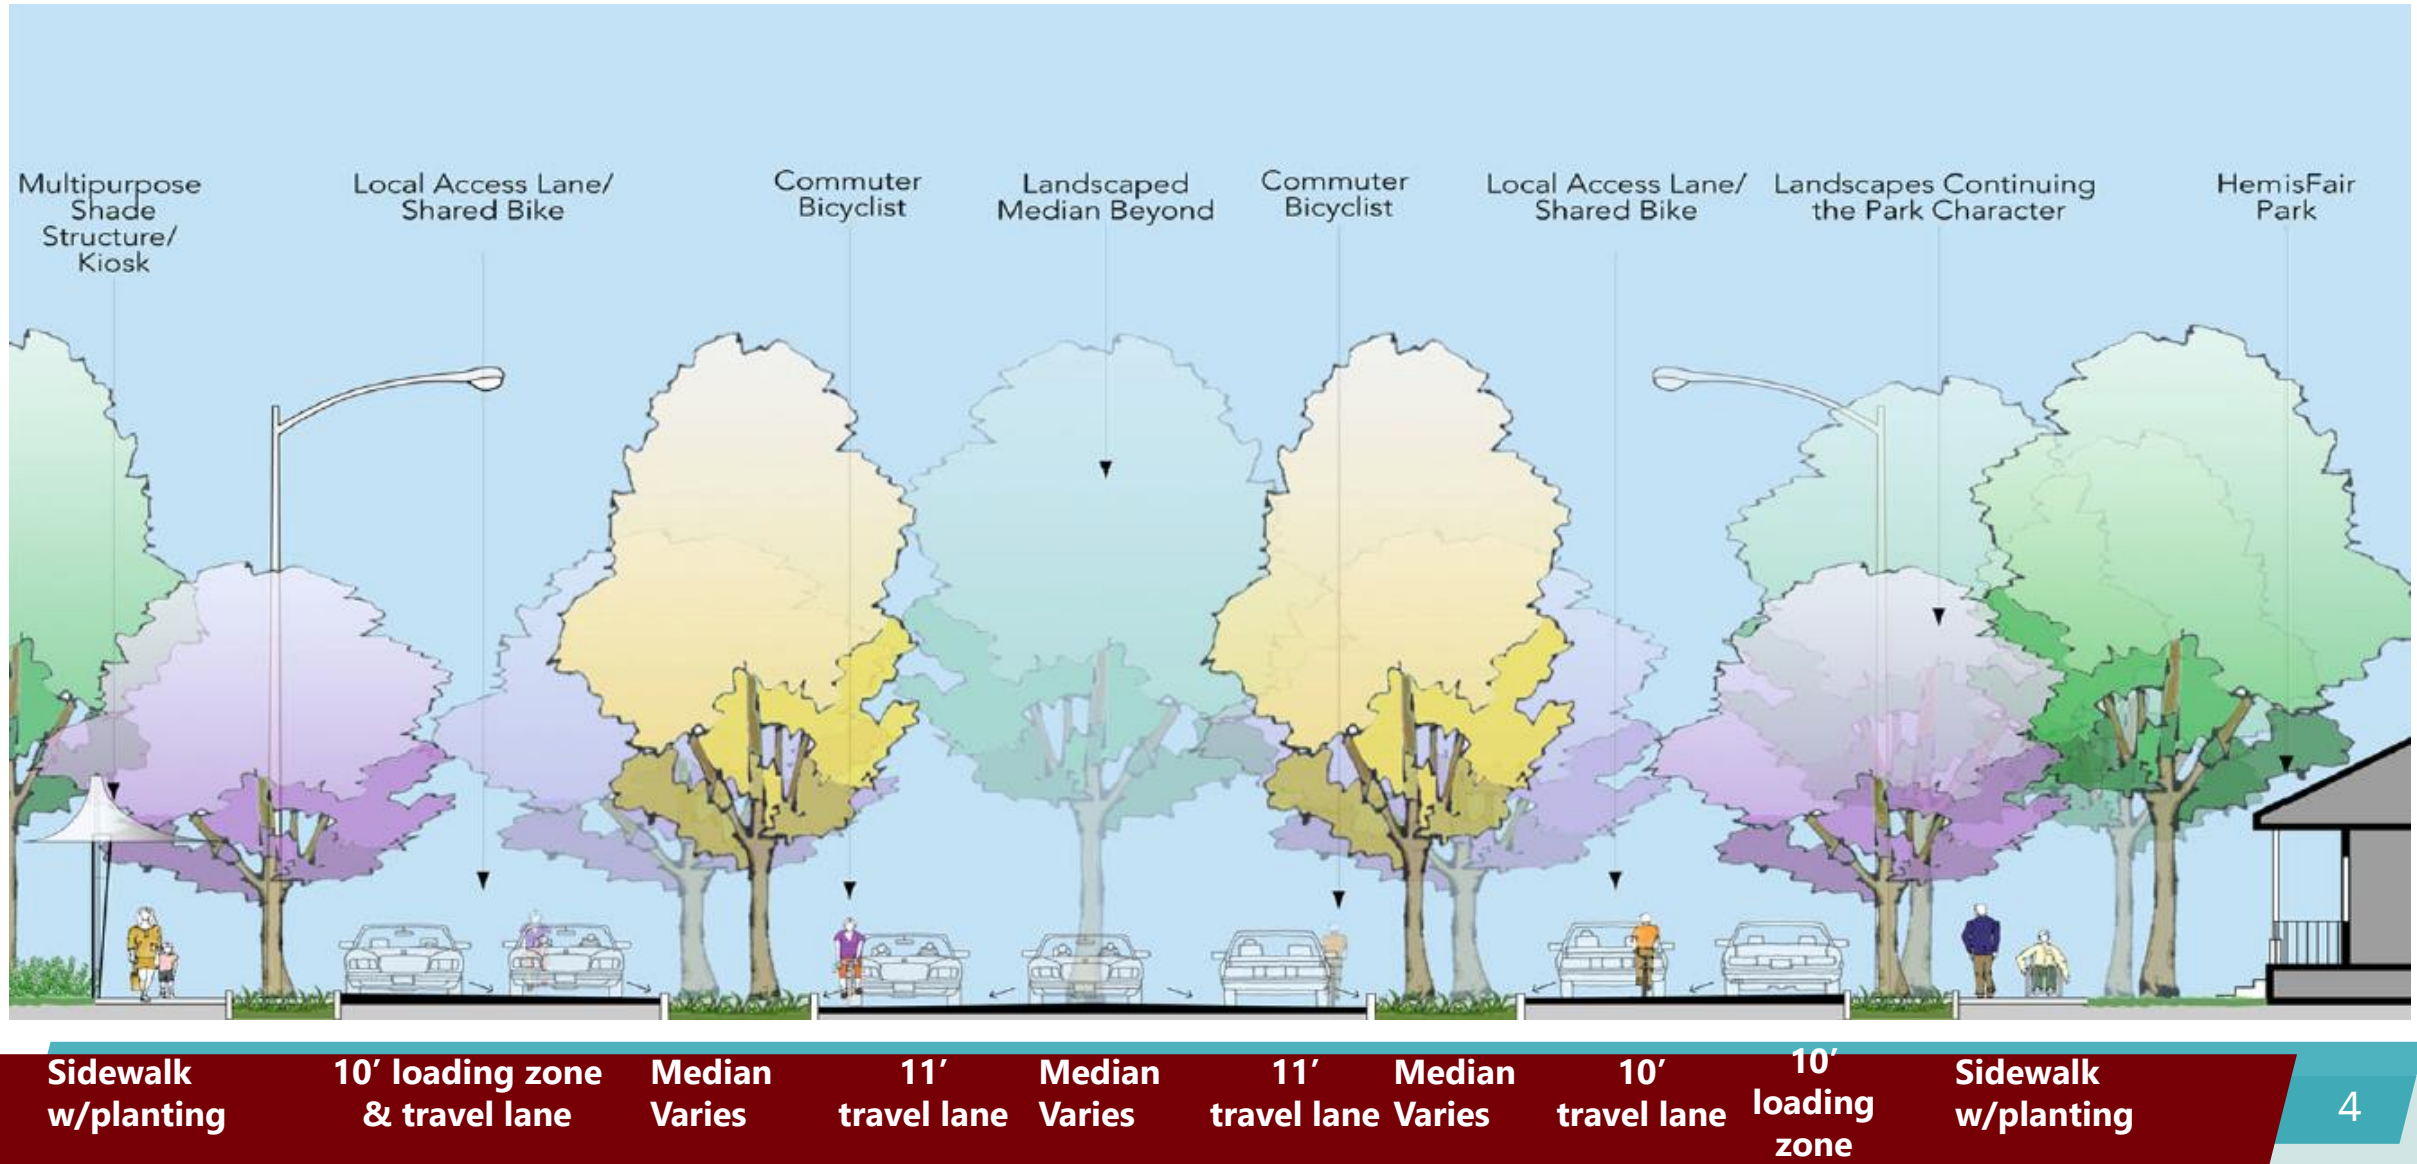 Multipurpose
Shade
Structure/
Kiosk
Local Access Lane/
Shared Bike
Commuter
Bicyclist
Landscaped
Median Beyond
Commuter
Bicyclist
Local Access Lane/
Shared Bike
Landscapes Continuing
the Park Character
HemisFair
Park
Sidewalk
w/planting
10’ loading zone
& travel lane
Median
Varies
11’
travel lane
Median
Varies
11’
travel lane
Median
Varies
10’
travel lane
10’
loading
zone
Sidewalk
w/planting
4